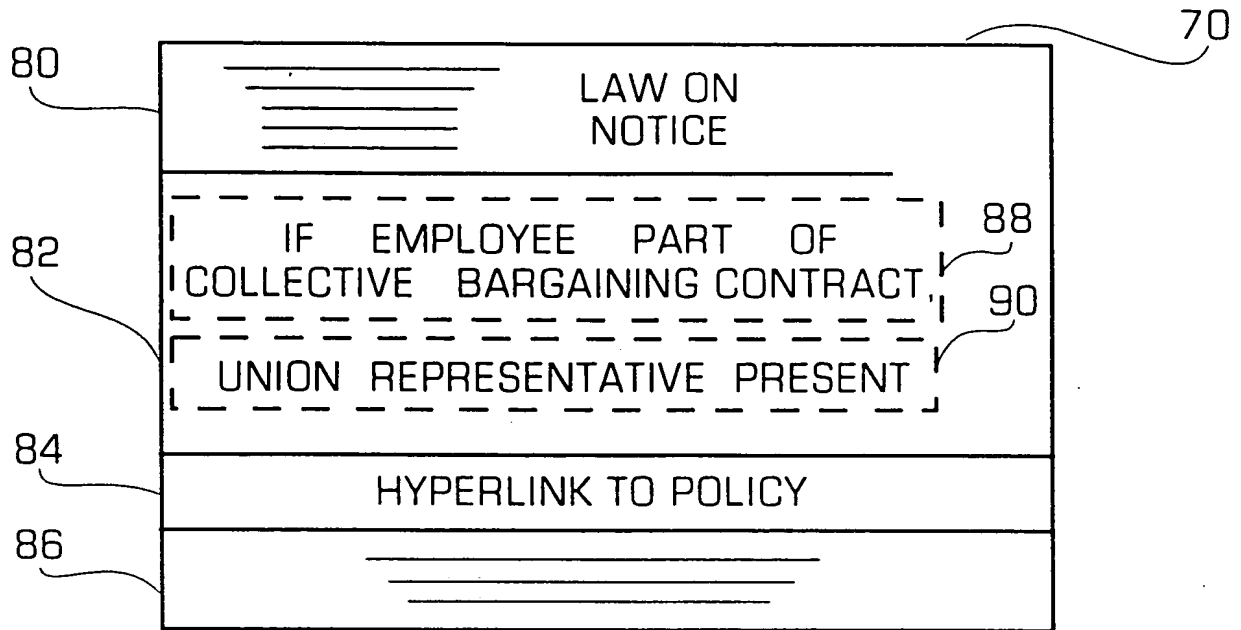 70
80
LAW ON
NOTICE
IF EMPLOYEE PART OF
COLLECTIVE BARGAINING CONTRACT,
88
82
90
UNION REPRESENTATIVE PRESENT
84
HYPERLINK TO POLICY
86